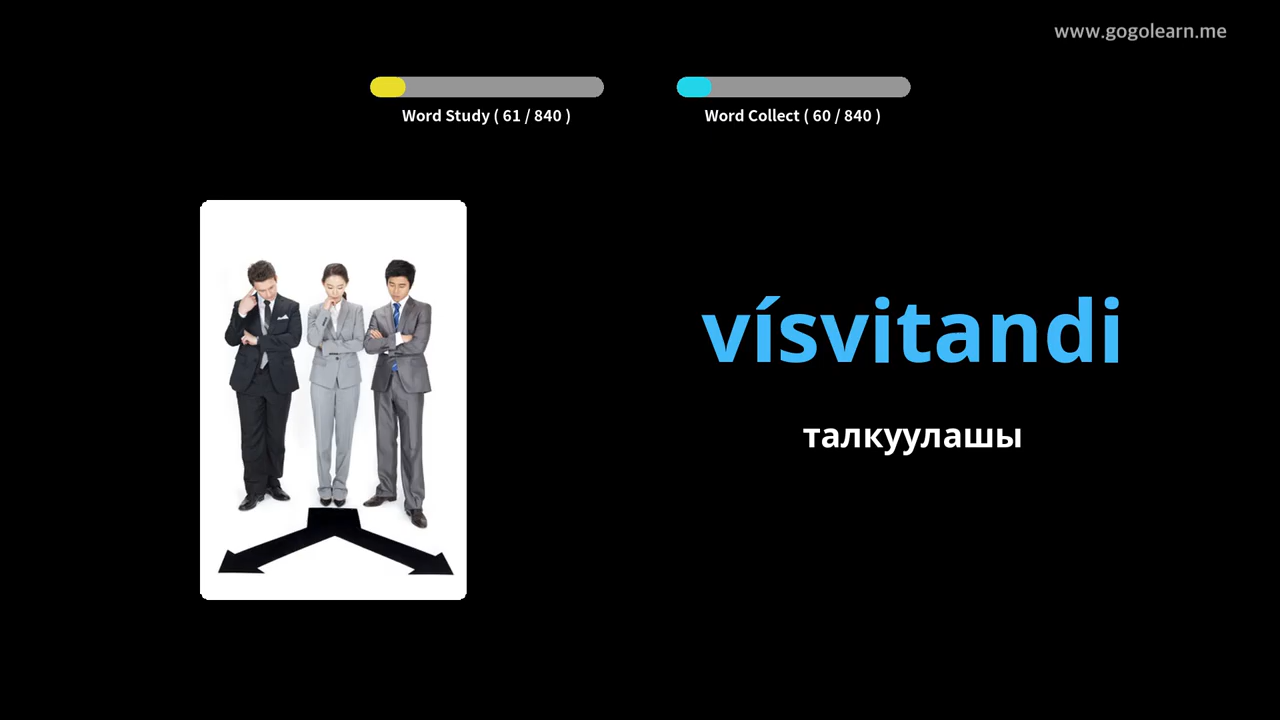 www.gogolearn.me
Word Study ( 61 / 840 )
Word Collect ( 60 / 840 )
vísvitandi
талкуулашы